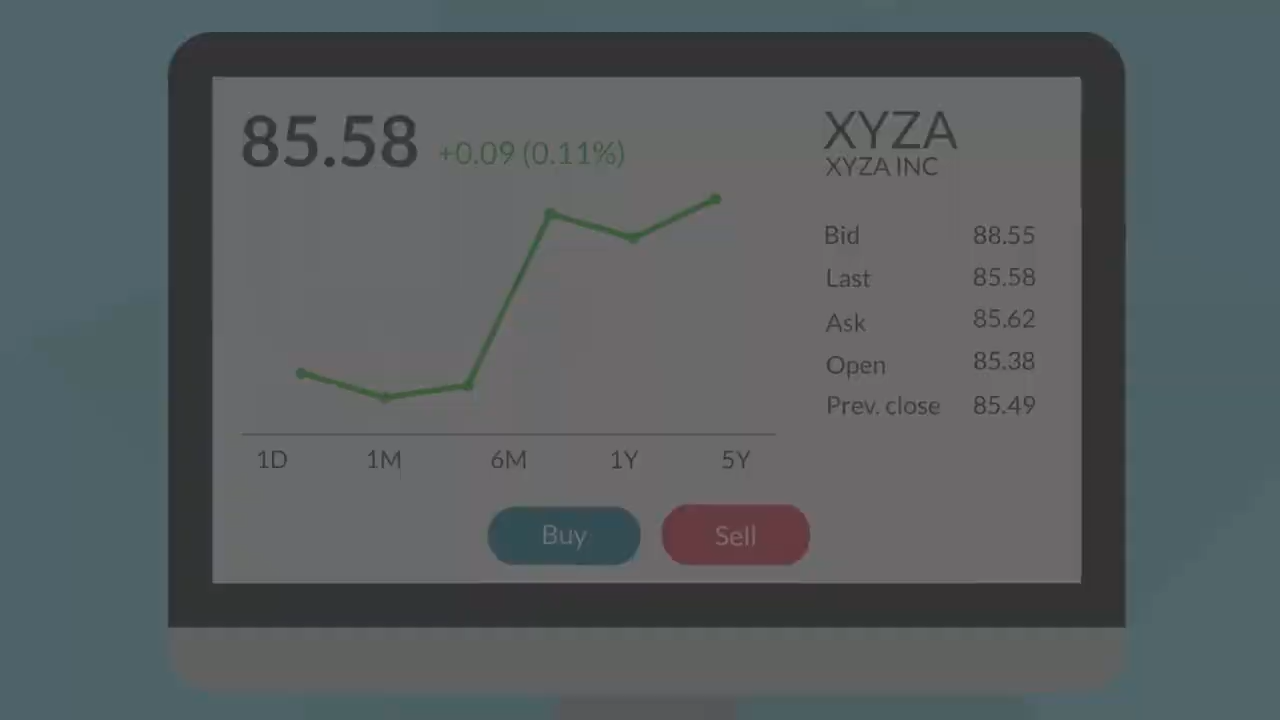 85.58 +0.09 (0.11%)
XYZA
XYZA INC
Bid 88.55
Last 85.58
Ask 85.62
Open 85.38
Prev. close 85.49
1D 1M 6M 1Y 5Y
Buy Sell